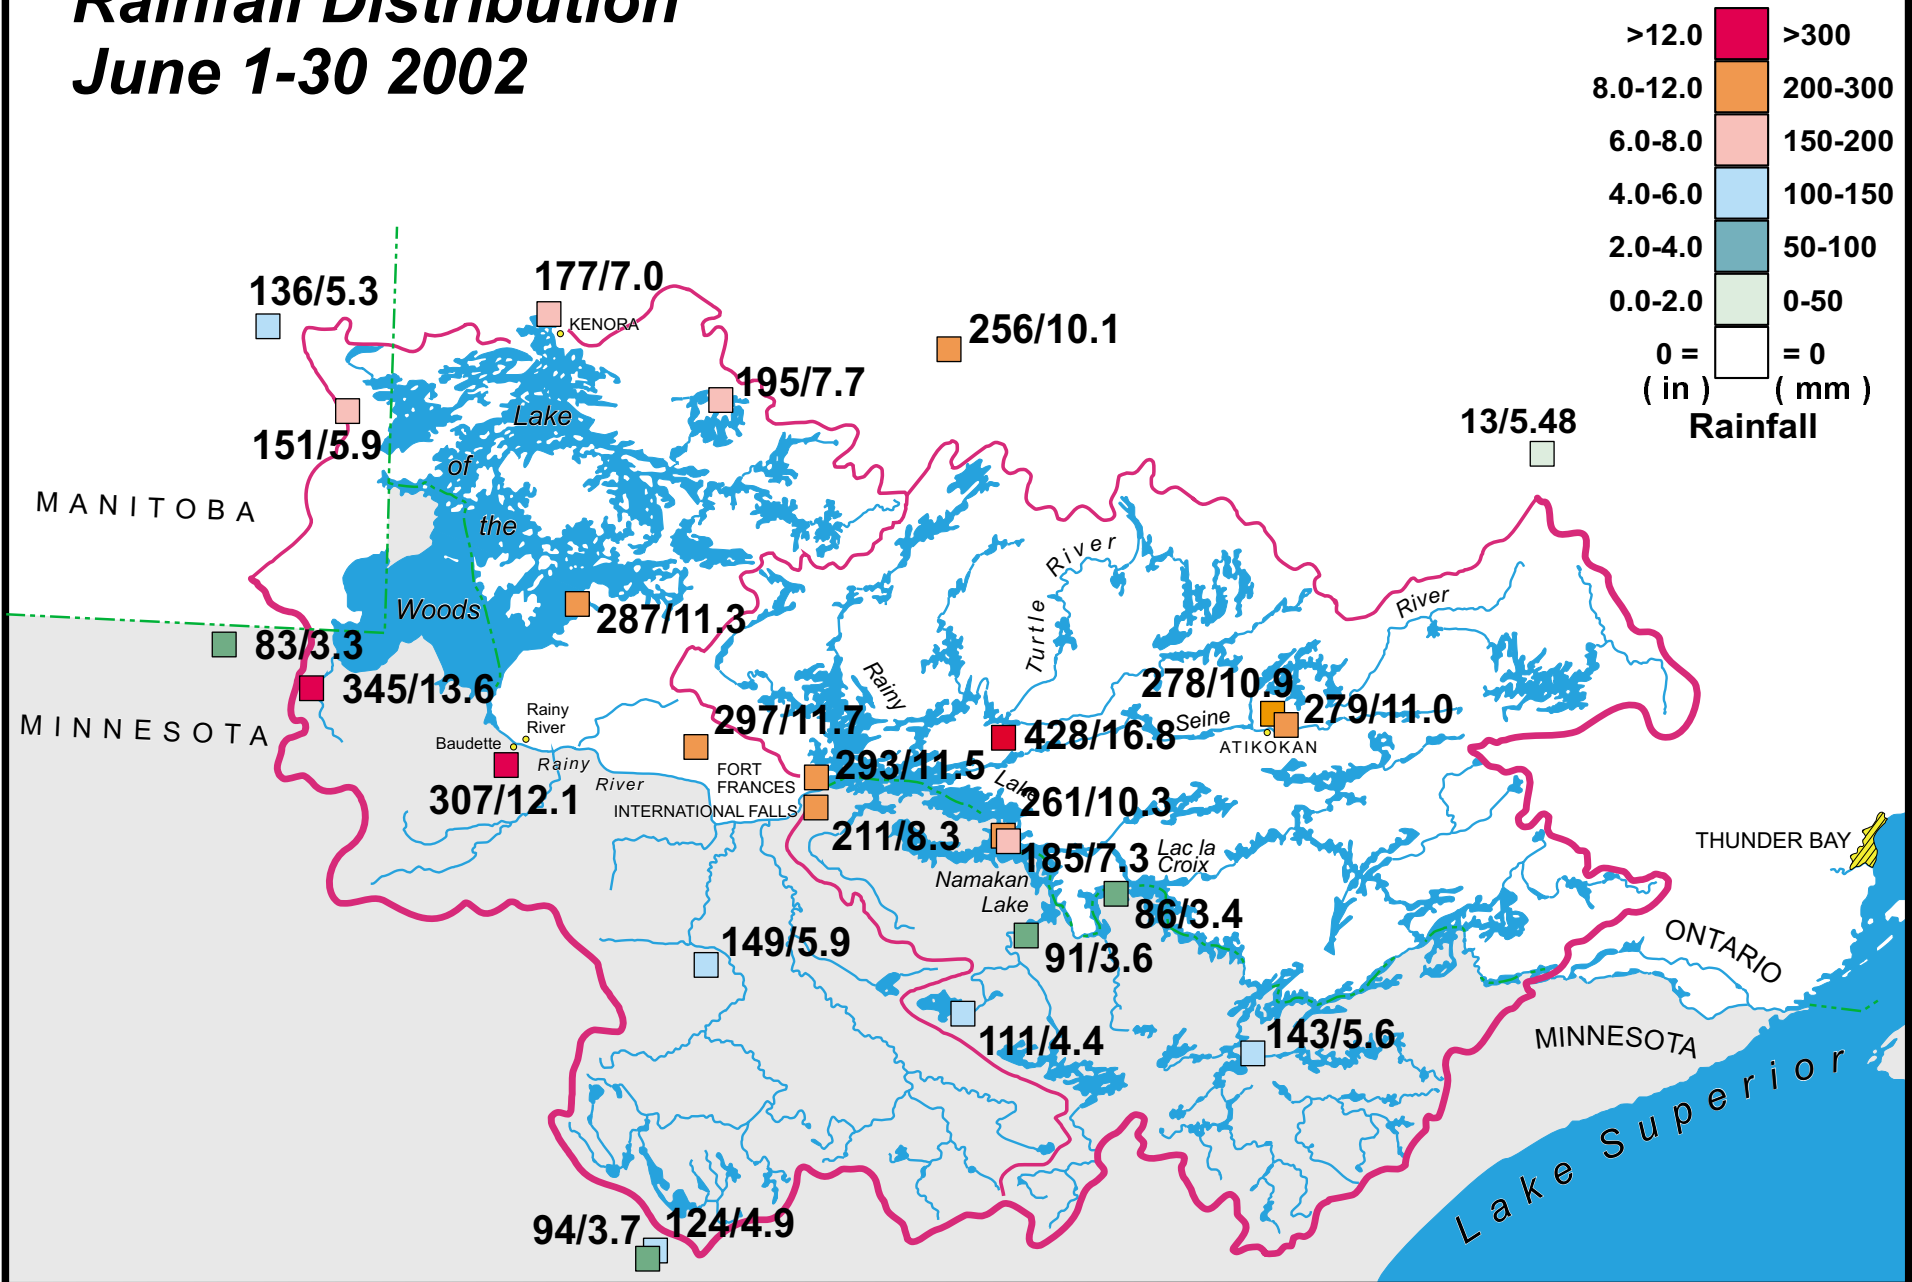 Rainfall Distribution
June 1-30 2002
>12.0 >300
8.0-12.0 200-300
6.0-8.0 150-200
4.0-6.0 100-150
2.0-4.0 50-100
0.0-2.0 0-50
0 = = 0
( in ) ( mm )
Rainfall
136/5.3
177/7.0
KENORA
256/10.1
195/7.7
151/5.9
13/5.48
Lake
of
the
Woods
MANITOBA
River
Turtle
River
287/11.3
83/3.3
345/13.6
MINNESOTA
Rainy
River
Baudette
Rainy
River
307/12.1
297/11.7
FORT
FRANCES
INTERNATIONAL FALLS
293/11.5
211/8.3
Rainy
Lake
428/16.8
278/10.9
279/11.0
Seine
ATIKOKAN
261/10.3
185/7.3
Lac la
Croix
Namakan
Lake
86/3.4
91/3.6
THUNDER BAY
ONTARIO
149/5.9
111/4.4
143/5.6
MINNESOTA
Lake Superior
94/3.7
124/4.9